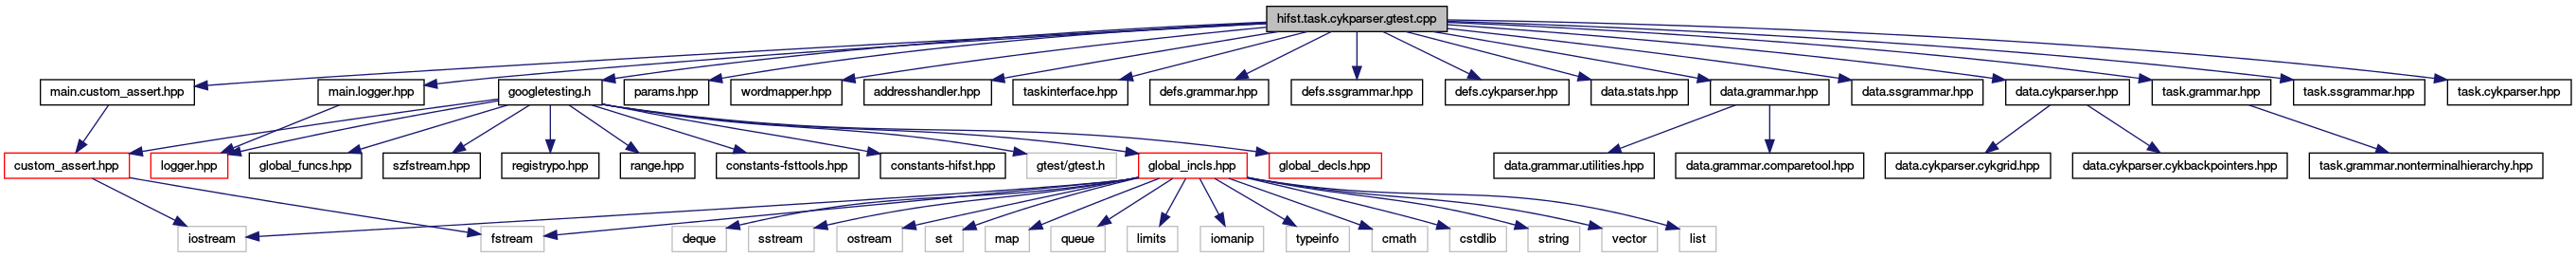 hifst.task.cykparser.gtest.cpp
main.custom_assert.hpp
main.logger.hpp
googletesting.h
params.hpp
wordmapper.hpp
addresshandler.hpp
taskinterface.hpp
defs.grammar.hpp
defs.ssgrammar.hpp
defs.cykparser.hpp
data.stats.hpp
data.grammar.hpp
data.ssgrammar.hpp
data.cykparser.hpp
task.grammar.hpp
task.ssgrammar.hpp
task.cykparser.hpp
custom_assert.hpp
logger.hpp
global_funcs.hpp
szfstream.hpp
registrypo.hpp
range.hpp
constants-fsttools.hpp
constants-hifst.hpp
gtest/gtest.h
global_incls.hpp
global_decls.hpp
data.grammar.utilities.hpp
data.grammar.comparetool.hpp
data.cykparser.cykgrid.hpp
data.cykparser.cykbackpointers.hpp
task.grammar.nonterminalhierarchy.hpp
iostream
fstream
deque
sstream
ostream
set
map
queue
limits
iomanip
typeinfo
cmath
cstdlib
string
vector
list